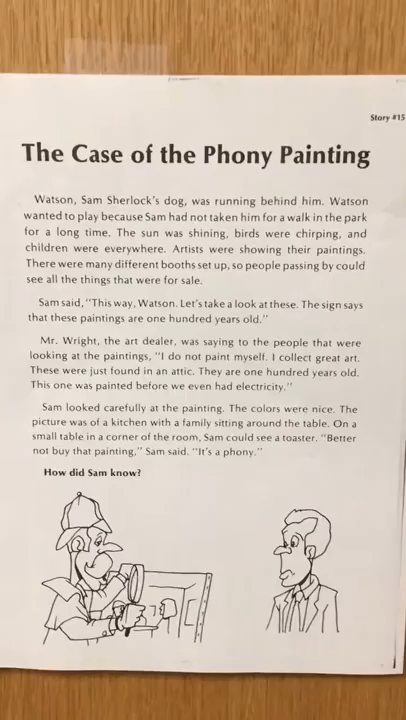 Story #15
The Case of the Phony Painting
Watson, Sam Sherlock's dog, was running behind him. Watson
wanted to play because Sam had not taken him for a walk in the park
for a long time. The sun was shining, birds were chirping, and
children were everywhere. Artists were showing their paintings.
There were many different booths set up, so people passing by could
see all the things that were for sale.
Sam said, "This way, Watson. Let's take a look at these. The sign says
that these paintings are one hundred years old."
Mr. Wright, the art dealer, was saying to the people that were
looking at the paintings, "I do not paint myself. I collect great art.
These were just found in an attic. They are one hundred years old.
This one was painted before we even had electricity."
Sam looked carefully at the painting. The colors were nice. The
picture was of a kitchen with a family sitting around the table. On a
small table in a corner of the room, Sam could see a toaster. "Better
not buy that painting," Sam said. "It's a phony."
How did Sam know?